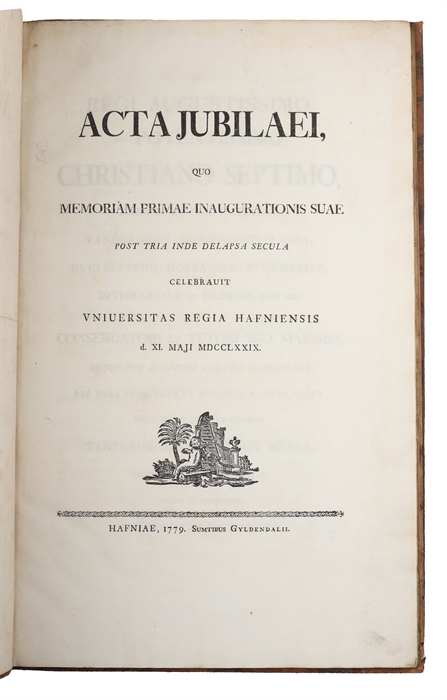 ACTA JUBILAEI,
QUO
MEMORIAM PRIMAE INAUGURATIONIS SUAE
POST TRIA INDE DELAPSA SECULA
CELEBRAUIT
VNIUERSITAS REGIA HAFNIENSIS
d. XI. MAJI MDCCLXXIX.
HAFNIAE, 1779. SUMTIBUS GYLDENDALII.